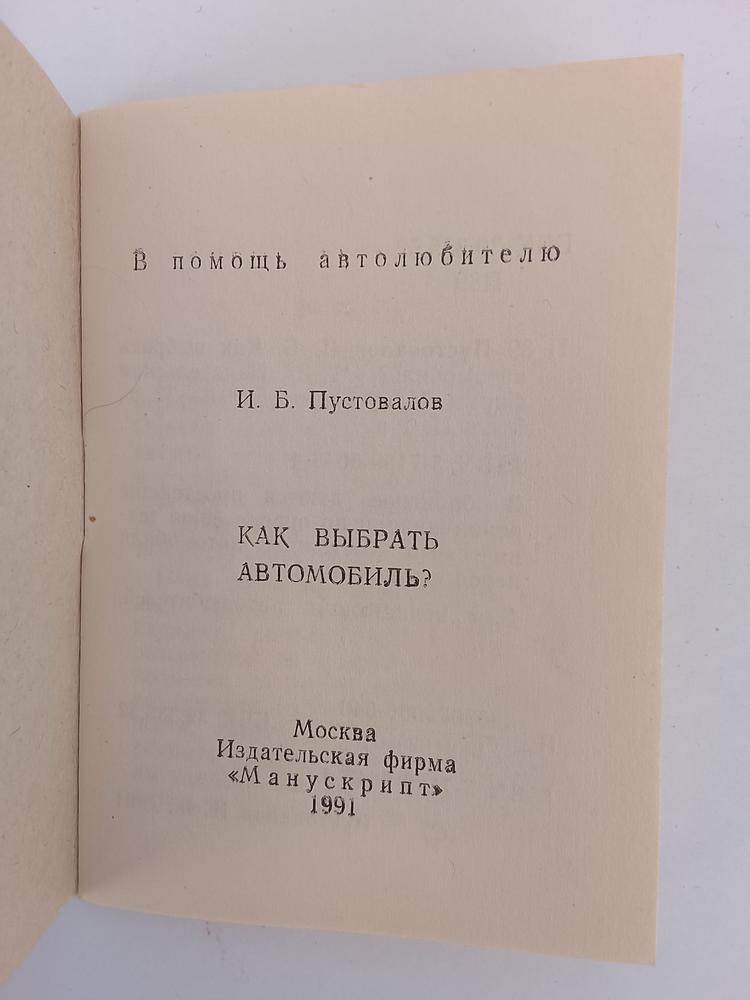 В помощь автолюбителю
И. Б. Пустовалов
КАК ВЫБРАТЬ
АВТОМОБИЛЬ?
Москва
Издательская фирма
«Манускрипт»
1991